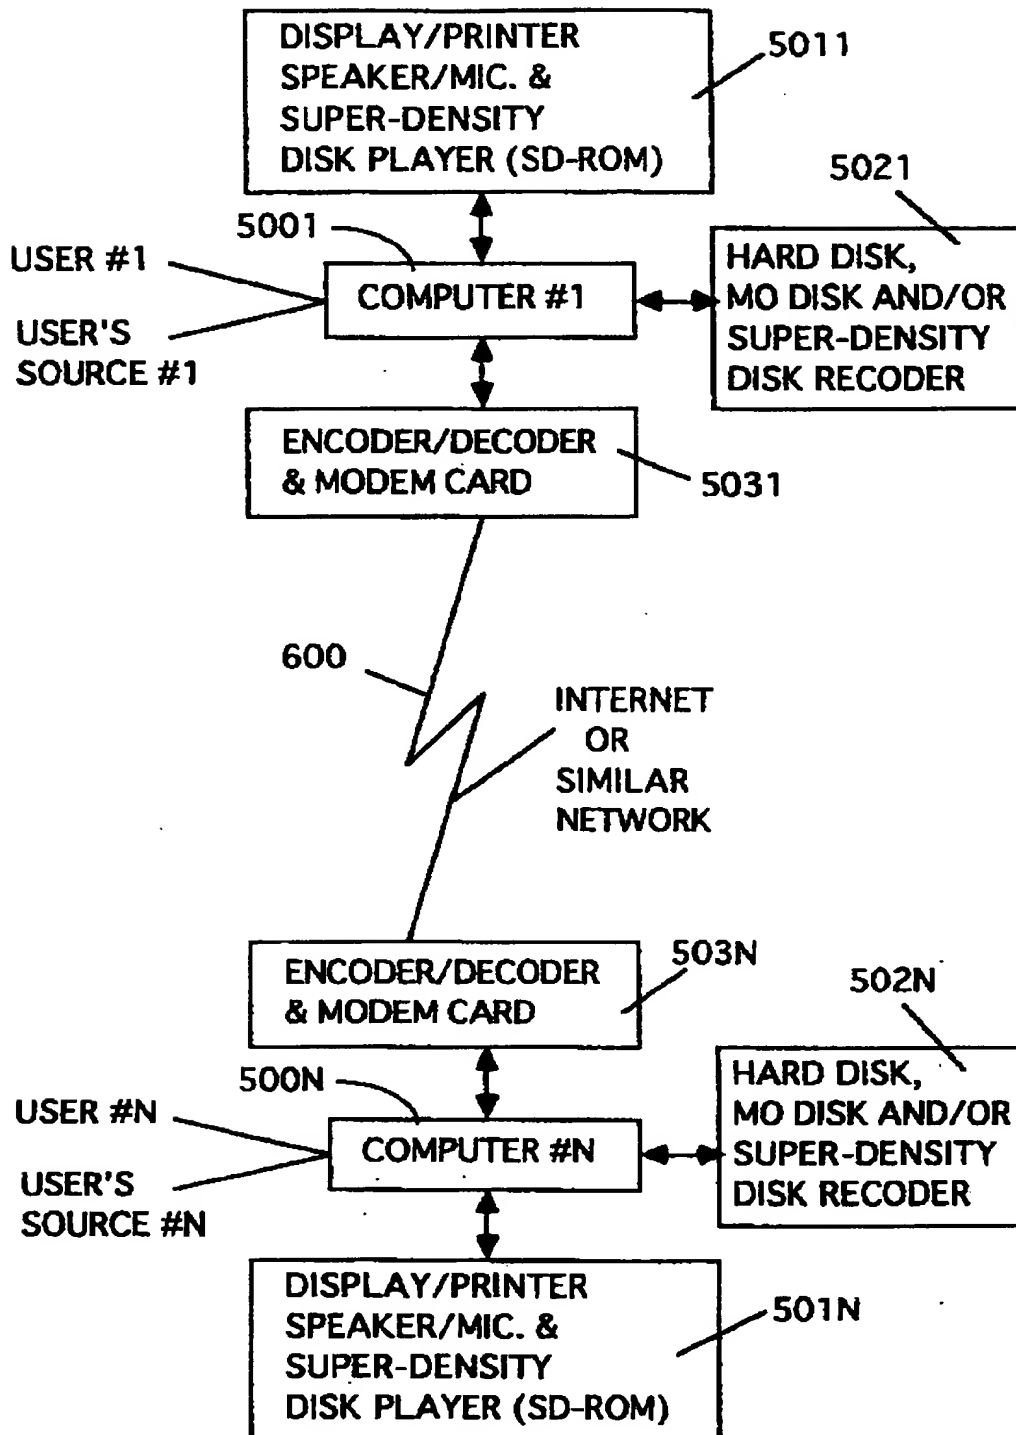 DISPLAY/PRINTER
SPEAKER/MIC. &
SUPER-DENSITY
DISK PLAYER (SD-ROM)
5011
5021
5001
USER #1
USER'S
SOURCE #1
COMPUTER #1
HARD DISK,
MO DISK AND/OR
SUPER-DENSITY
DISK RECODER
ENCODER/DECODER
& MODEM CARD
5031
600
INTERNET
OR
SIMILAR
NETWORK
ENCODER/DECODER
& MODEM CARD
503N
502N
500N
USER #N
USER'S
SOURCE #N
COMPUTER #N
HARD DISK,
MO DISK AND/OR
SUPER-DENSITY
DISK RECODER
DISPLAY/PRINTER
SPEAKER/MIC. &
SUPER-DENSITY
DISK PLAYER (SD-ROM)
501N